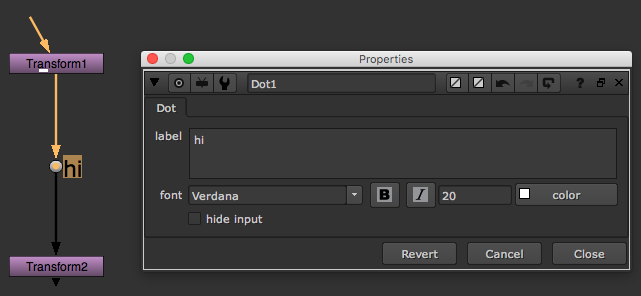 Transform1
hi
Transform2
Properties
Dot1
?
Dot
label
hi
font Verdana B I 20 color
hide input
Revert Cancel Close